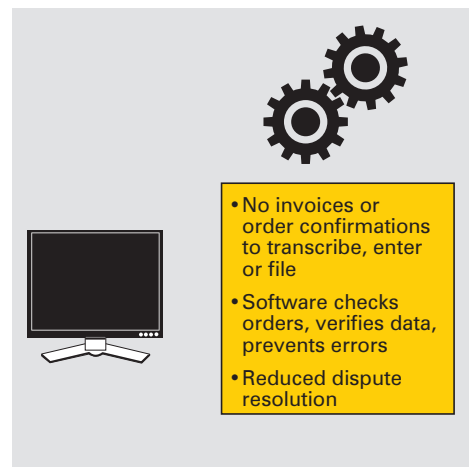 •No invoices or
order confirmations
to transcribe, enter
or file
•Software checks
orders, verifies data,
prevents errors
•Reduced dispute
resolution